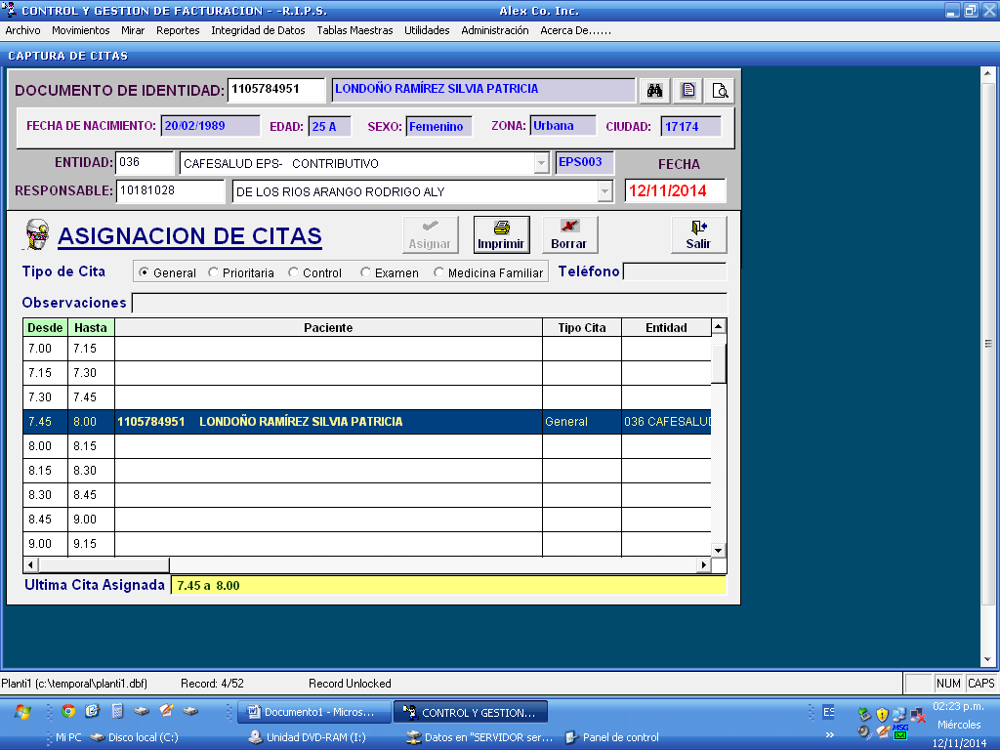 CONTROL Y GESTION DE FACTURACION - -R.I.P.S. Alex Co. Inc.
Archivo Movimientos Mirar Reportes Integridad de Datos Tablas Maestras Utilidades Administración Acerca De......
CAPTURA DE CITAS
DOCUMENTO DE IDENTIDAD: 1105784951 LONDOÑO RAMÍREZ SILVIA PATRICIA
FECHA DE NACIMIENTO: 20/02/1989 EDAD: 25 A SEXO: Femenino ZONA: Urbana CIUDAD: 17174
ENTIDAD: 036 CAFESALUD EPS- CONTRIBUTIVO EPS003 FECHA
RESPONSABLE: 10181028 DE LOS RIOS ARANGO RODRIGO ALY 12/11/2014
ASIGNACION DE CITAS Asignar Imprimir Borrar Salir
Tipo de Cita General Prioritaria Control Examen Medicina Familiar Teléfono
Observaciones
Desde Hasta Paciente Tipo Cita Entidad
7.00 7.15
7.15 7.30
7.30 7.45
7.45 8.00 1105784951 LONDOÑO RAMÍREZ SILVIA PATRICIA General 036 CAFESALUD
8.00 8.15
8.15 8.30
8.30 8.45
8.45 9.00
9.00 9.15
Ultima Cita Asignada 7.45 a 8.00
Planti1 (c:\temporal\planti1.dbf) Record: 4/52 Record Unlocked NUM CAPS
Documento1 - Micros... CONTROL Y GESTION... ES 02:23 p.m.
Mi PC Disco local (C:) Unidad DVD-RAM (I:) Datos en "SERVIDOR ser... Panel de control » MSG Miércoles
12/11/2014